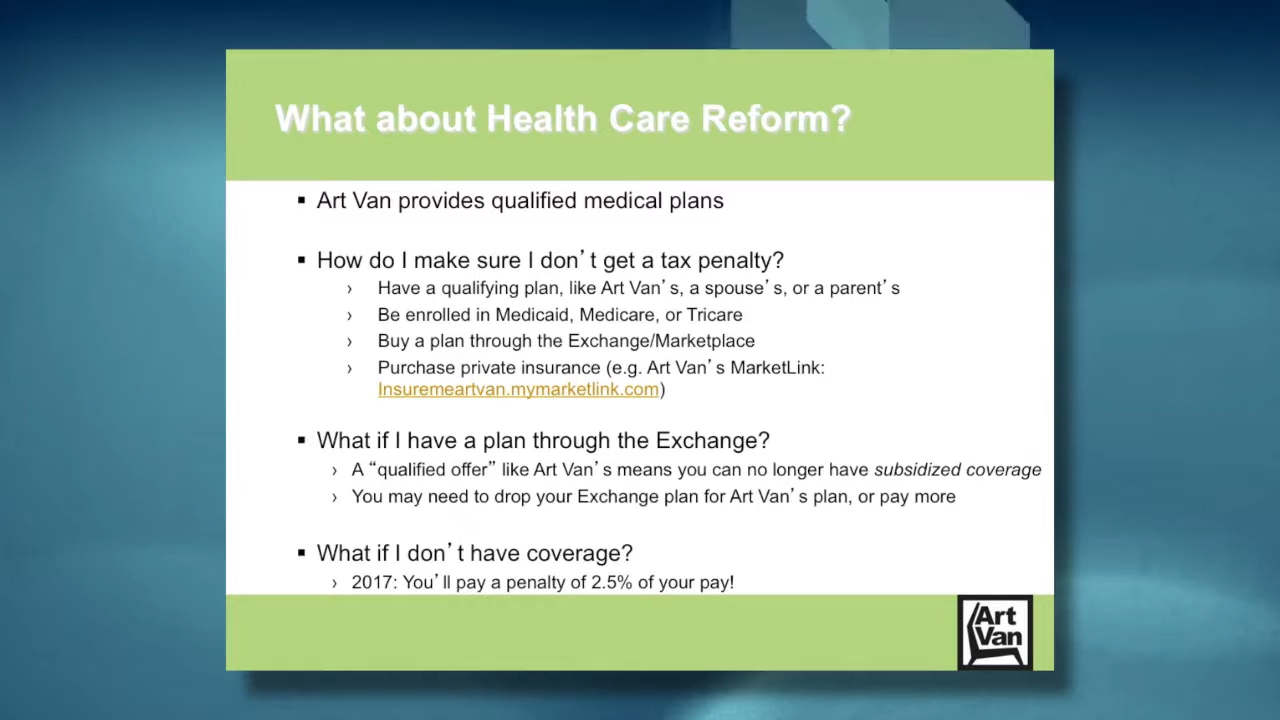 What about Health Care Reform?
▪ Art Van provides qualified medical plans
▪ How do I make sure I don’t get a tax penalty?
› Have a qualifying plan, like Art Van’s, a spouse’s, or a parent’s
› Be enrolled in Medicaid, Medicare, or Tricare
› Buy a plan through the Exchange/Marketplace
› Purchase private insurance (e.g. Art Van’s MarketLink:
Insuremeartvan.mymarketlink.com)
▪ What if I have a plan through the Exchange?
› A “qualified offer” like Art Van’s means you can no longer have subsidized coverage
› You may need to drop your Exchange plan for Art Van’s plan, or pay more
▪ What if I don’t have coverage?
› 2017: You’ll pay a penalty of 2.5% of your pay!
Art
Van